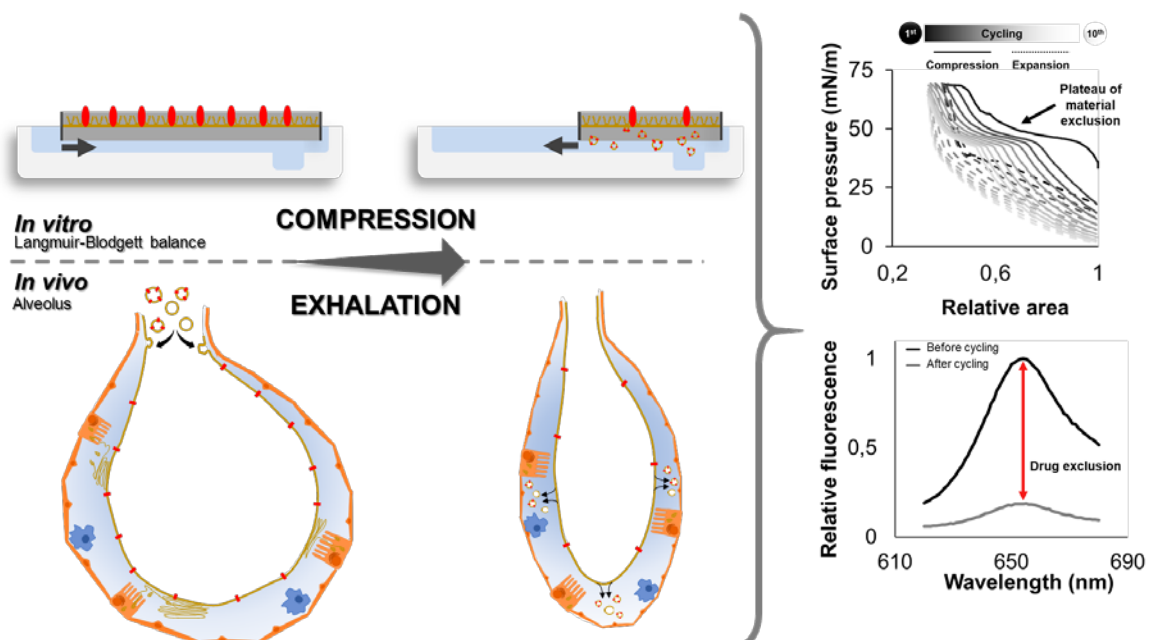 In vitro
Langmuir-Blodgett balance
COMPRESSION
In vivo
Alveolus
EXHALATION
1st
Cycling
10th
Compression
Expansion
Surface pressure (mN/m)
75
50
25
0
Plateau of
material
exclusion
0,2
0,6
1
Relative area
Relative fluorescence
1
0,5
0
Before cycling
After cycling
Drug exclusion
610
650
690
Wavelength (nm)